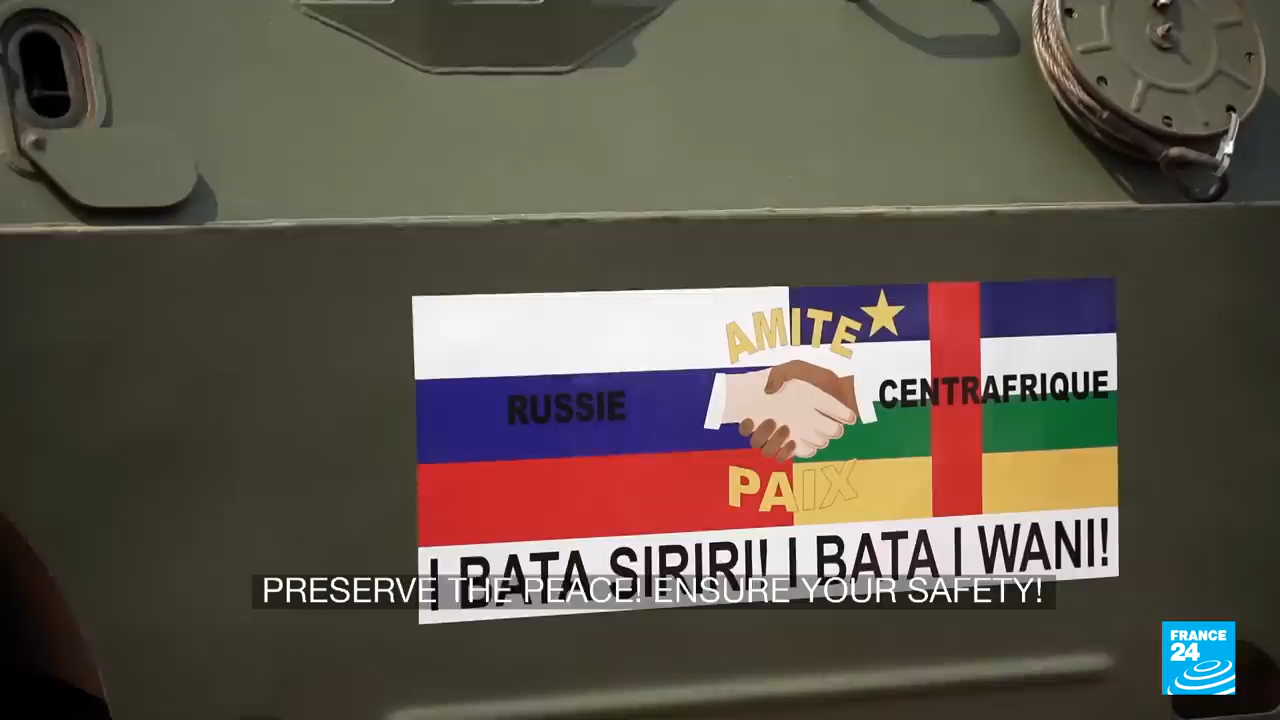 AMITE
RUSSIE
CENTRAFRIQUE
PAIX
I BATA SIRIRI! I BATA I WANI!
PRESERVE THE PEACE! ENSURE YOUR SAFETY!
FRANCE
24